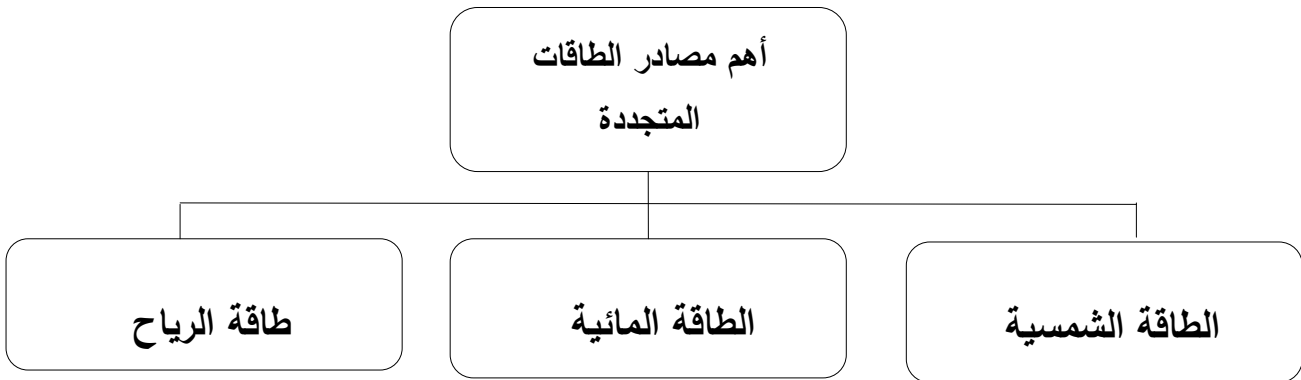 أهم مصادر الطاقات
المتجددة
الطاقة الشمسية
الطاقة المائية
طاقة الرياح